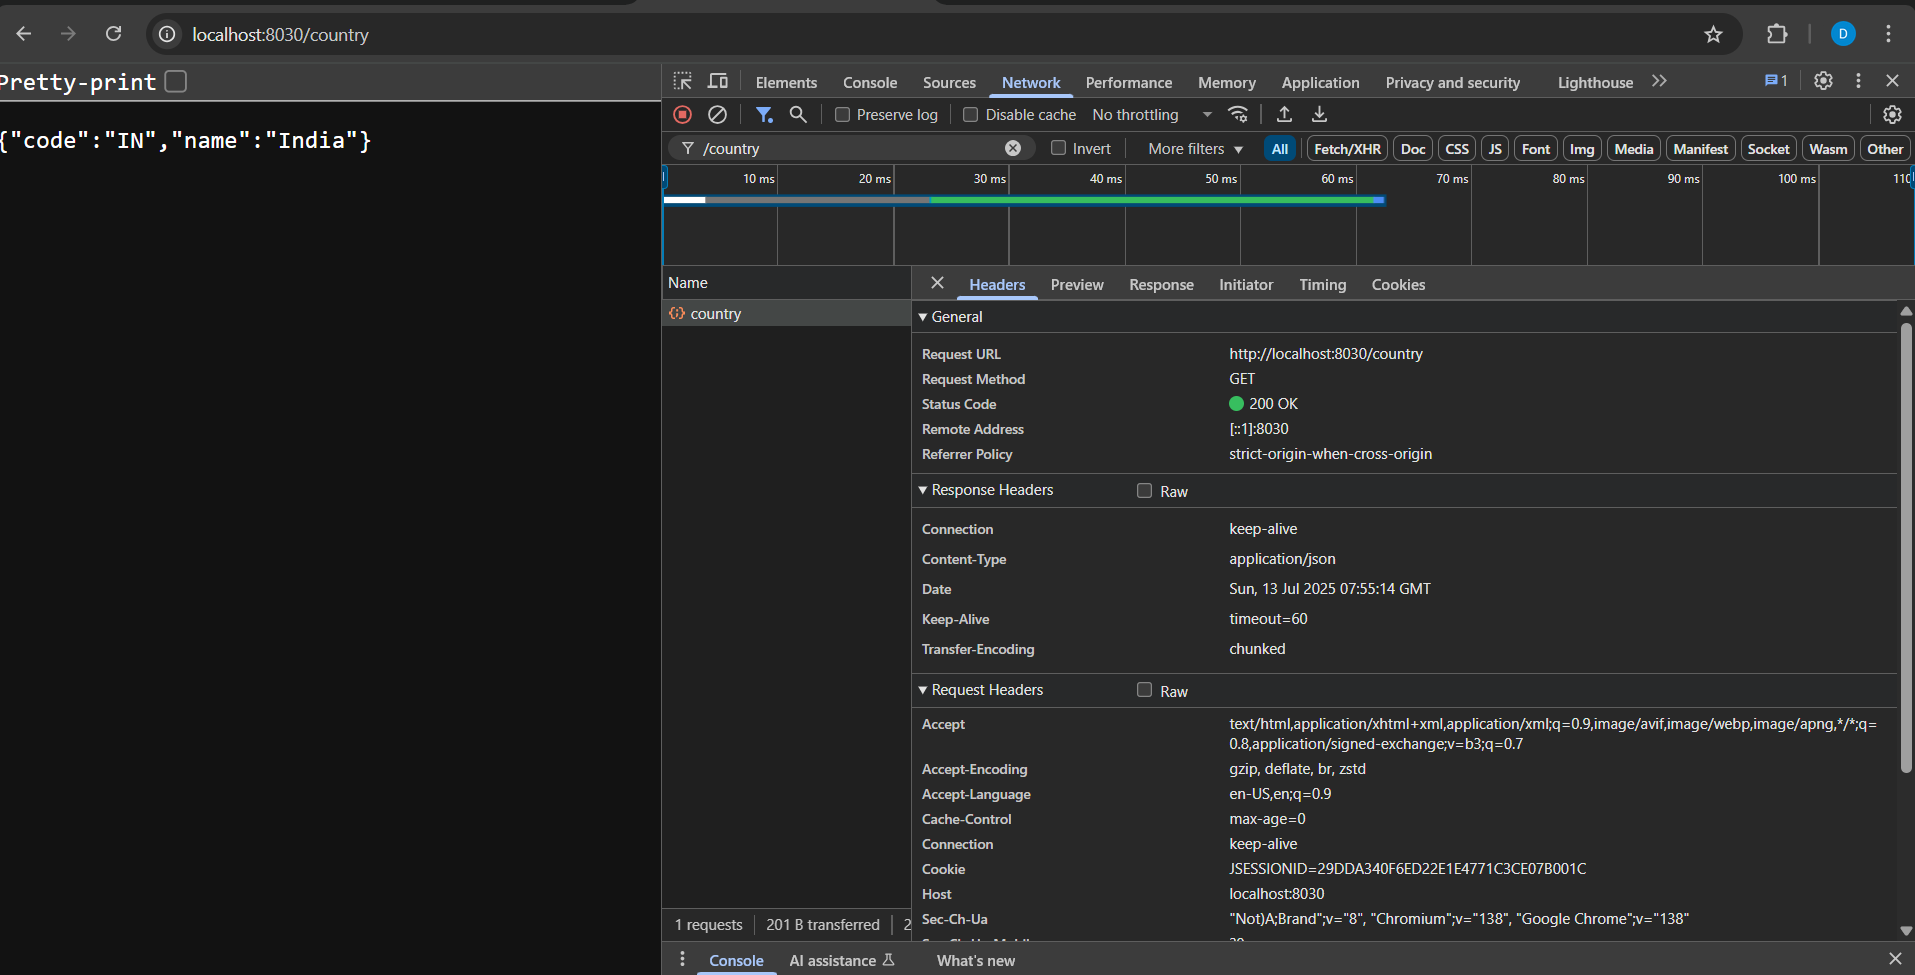 localhost:8030/country
D
Pretty-print
{"code":"IN","name":"India"}
Elements Console Sources Network Performance Memory Application Privacy and security Lighthouse 1
Preserve log Disable cache No throttling
/country Invert More filters All Fetch/XHR Doc CSS JS Font Img Media Manifest Socket Wasm Other
10 ms 20 ms 30 ms 40 ms 50 ms 60 ms 70 ms 80 ms 90 ms 100 ms 110
Name
country
Headers Preview Response Initiator Timing Cookies
General
Request URL http://localhost:8030/country
Request Method GET
Status Code 200 OK
Remote Address [::1]:8030
Referrer Policy strict-origin-when-cross-origin
Response Headers Raw
Connection keep-alive
Content-Type application/json
Date Sun, 13 Jul 2025 07:55:14 GMT
Keep-Alive timeout=60
Transfer-Encoding chunked
Request Headers Raw
Accept text/html,application/xhtml+xml,application/xml;q=0.9,image/avif,image/webp,image/apng,*/*;q=
0.8,application/signed-exchange;v=b3;q=0.7
Accept-Encoding gzip, deflate, br, zstd
Accept-Language en-US,en;q=0.9
Cache-Control max-age=0
Connection keep-alive
Cookie JSESSIONID=29DDA340F6ED22E1E4771C3CE07B001C
Host localhost:8030
Sec-Ch-Ua "Not)A;Brand";v="8", "Chromium";v="138", "Google Chrome";v="138"
1 requests 201 B transferred 2
Console AI assistance What's new